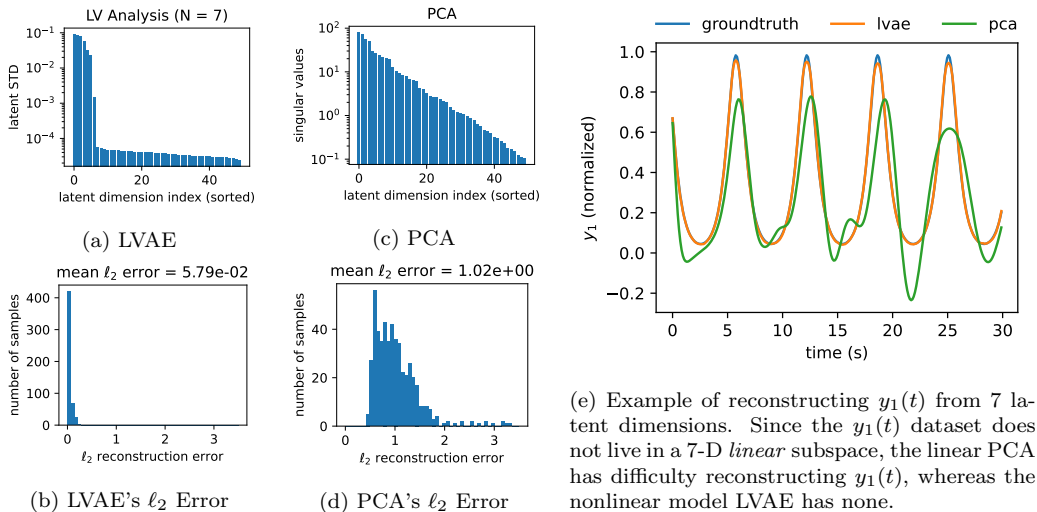 LV Analysis (N = 7)
10⁻¹
10⁻²
10⁻³
10⁻⁴
latent STD
0 20 40
latent dimension index (sorted)
(a) LVAE
PCA
10²
10¹
10⁰
10⁻¹
singular values
0 20 40
latent dimension index (sorted)
(c) PCA
mean ℓ₂ error = 5.79e-02
400
300
200
100
0
number of samples
0 1 2 3
ℓ₂ reconstruction error
(b) LVAE's ℓ₂ Error
mean ℓ₂ error = 1.02e+00
40
20
0
number of samples
0 1 2 3
ℓ₂ reconstruction error
(d) PCA's ℓ₂ Error
groundtruth lvae pca
1.0
0.8
0.6
0.4
0.2
0.0
−0.2
y₁ (normalized)
0 5 10 15 20 25 30
time (s)
(e) Example of reconstructing y₁(t) from 7 la-
tent dimensions. Since the y₁(t) dataset does
not live in a 7-D linear subspace, the linear PCA
has difficulty reconstructing y₁(t), whereas the
nonlinear model LVAE has none.